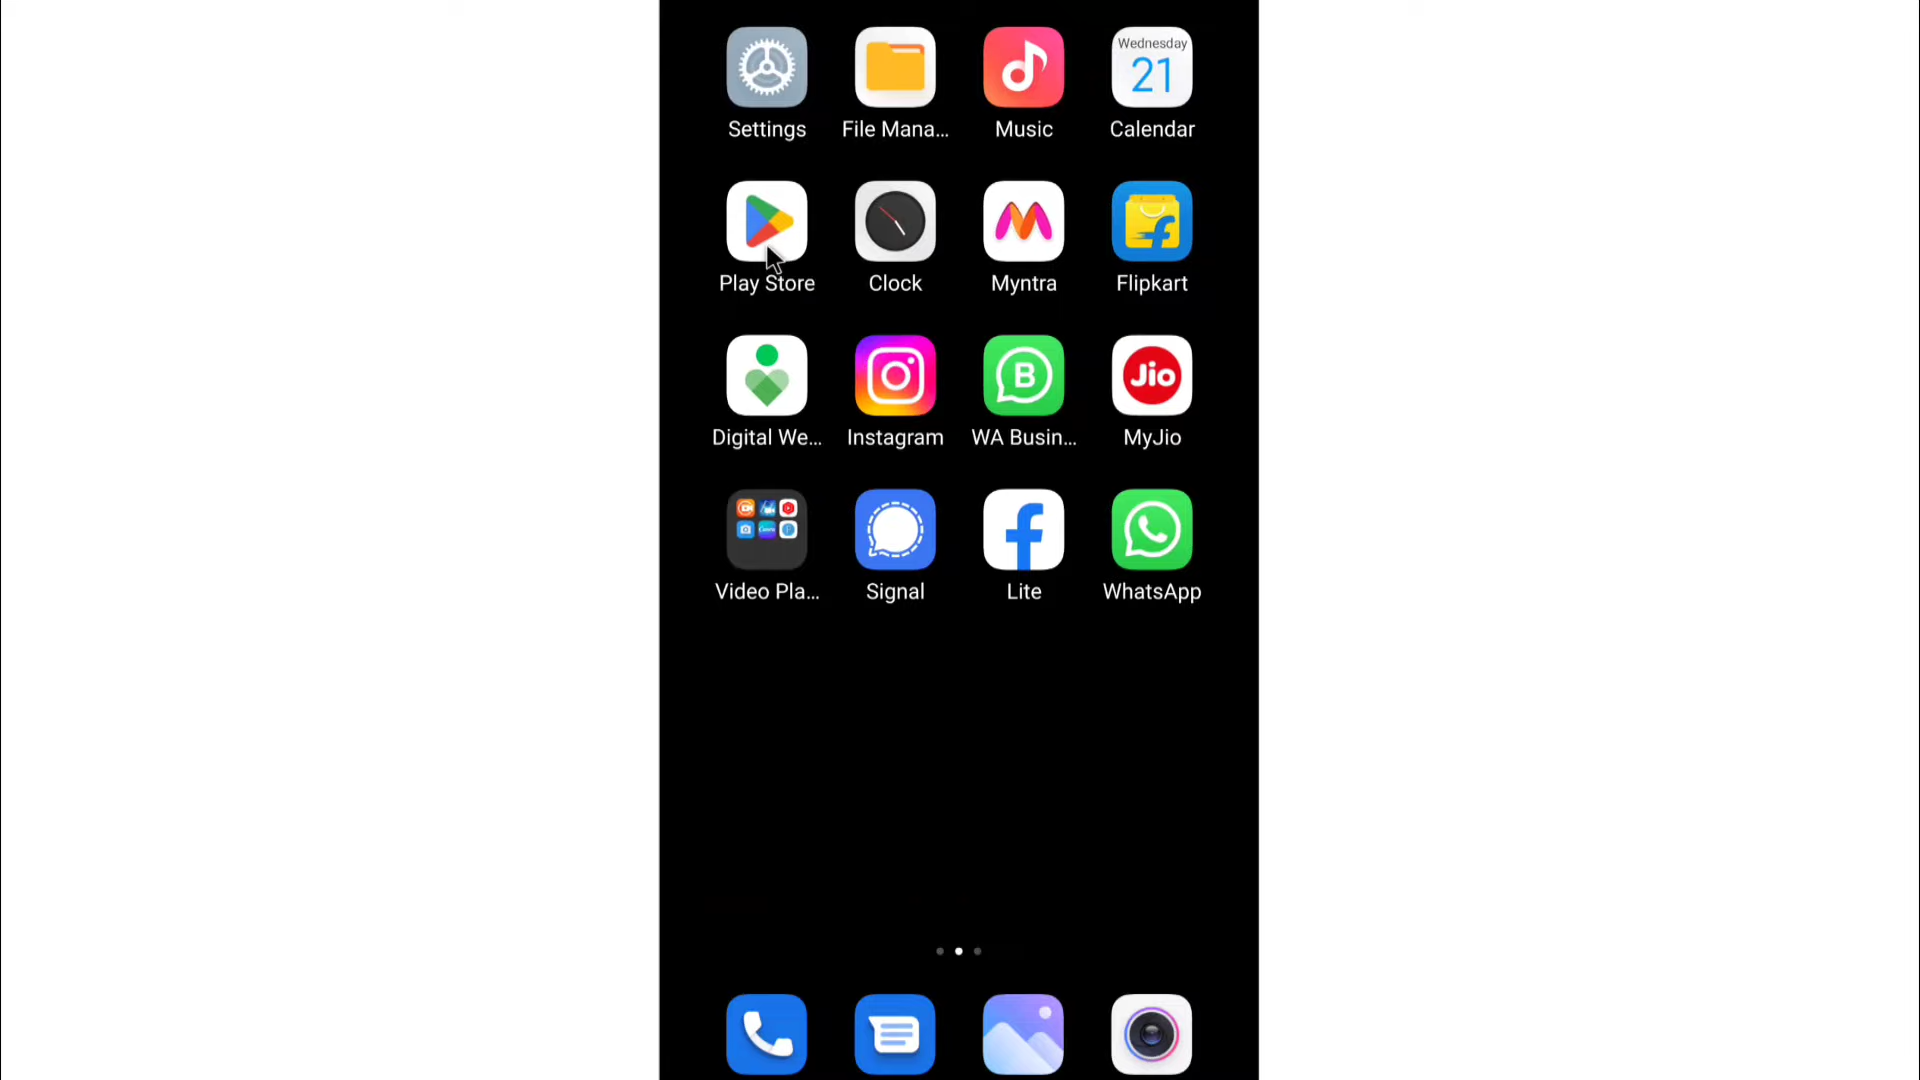 Wednesday
21
Settings
File Mana...
Music
Calendar
Play Store
Clock
Myntra
Flipkart
B
Jio
Digital We...
Instagram
WA Busin...
MyJio
Video Pla...
Signal
Lite
WhatsApp